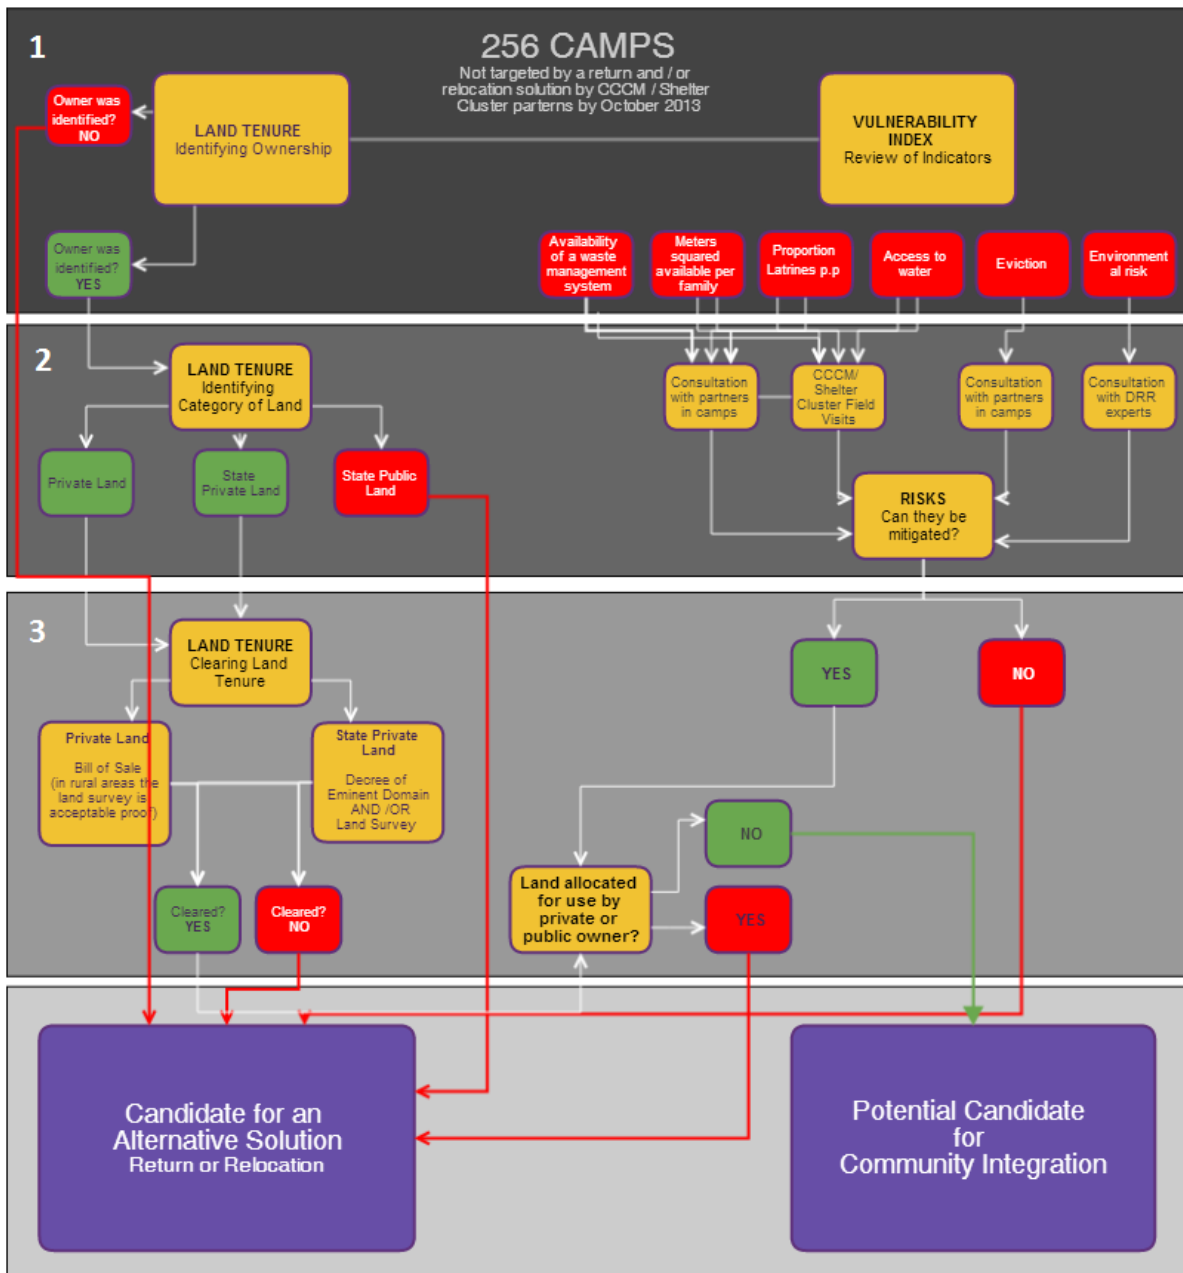 1
256 CAMPS
Not targeted by a return and / or
relocation solution by CCCM / Shelter
Cluster parterns by October 2013
Owner was
identified?
NO
LAND TENURE
Identifying Ownership
VULNERABILITY
INDEX
Review of Indicators
Owner was
identified?
YES
Availability
of a waste
management
system
Meters
squared
available per
family
Proportion
Latrines p.p
Access to
water
Eviction
Environment
al risk
2
LAND TENURE
Identifying
Category of Land
Consultation
with partners
in camps
CCCM/
Shelter
Cluster Field
Visits
Consultation
with partners
in camps
Consultation
with DRR
experts
Private Land
State
Private Land
State Public
Land
RISKS
Can they be
mitigated?
3
LAND TENURE
Clearing Land
Tenure
YES
NO
Private Land
Bill of Sale
(in rural areas the
land survey is
acceptable proof)
State Private
Land
Decree of
Eminent Domain
AND /OR
Land Survey
NO
Land allocated
for use by
private or
public owner?
YES
Cleared?
YES
Cleared?
NO
Candidate for an
Alternative Solution
Return or Relocation
Potential Candidate
for
Community Integration